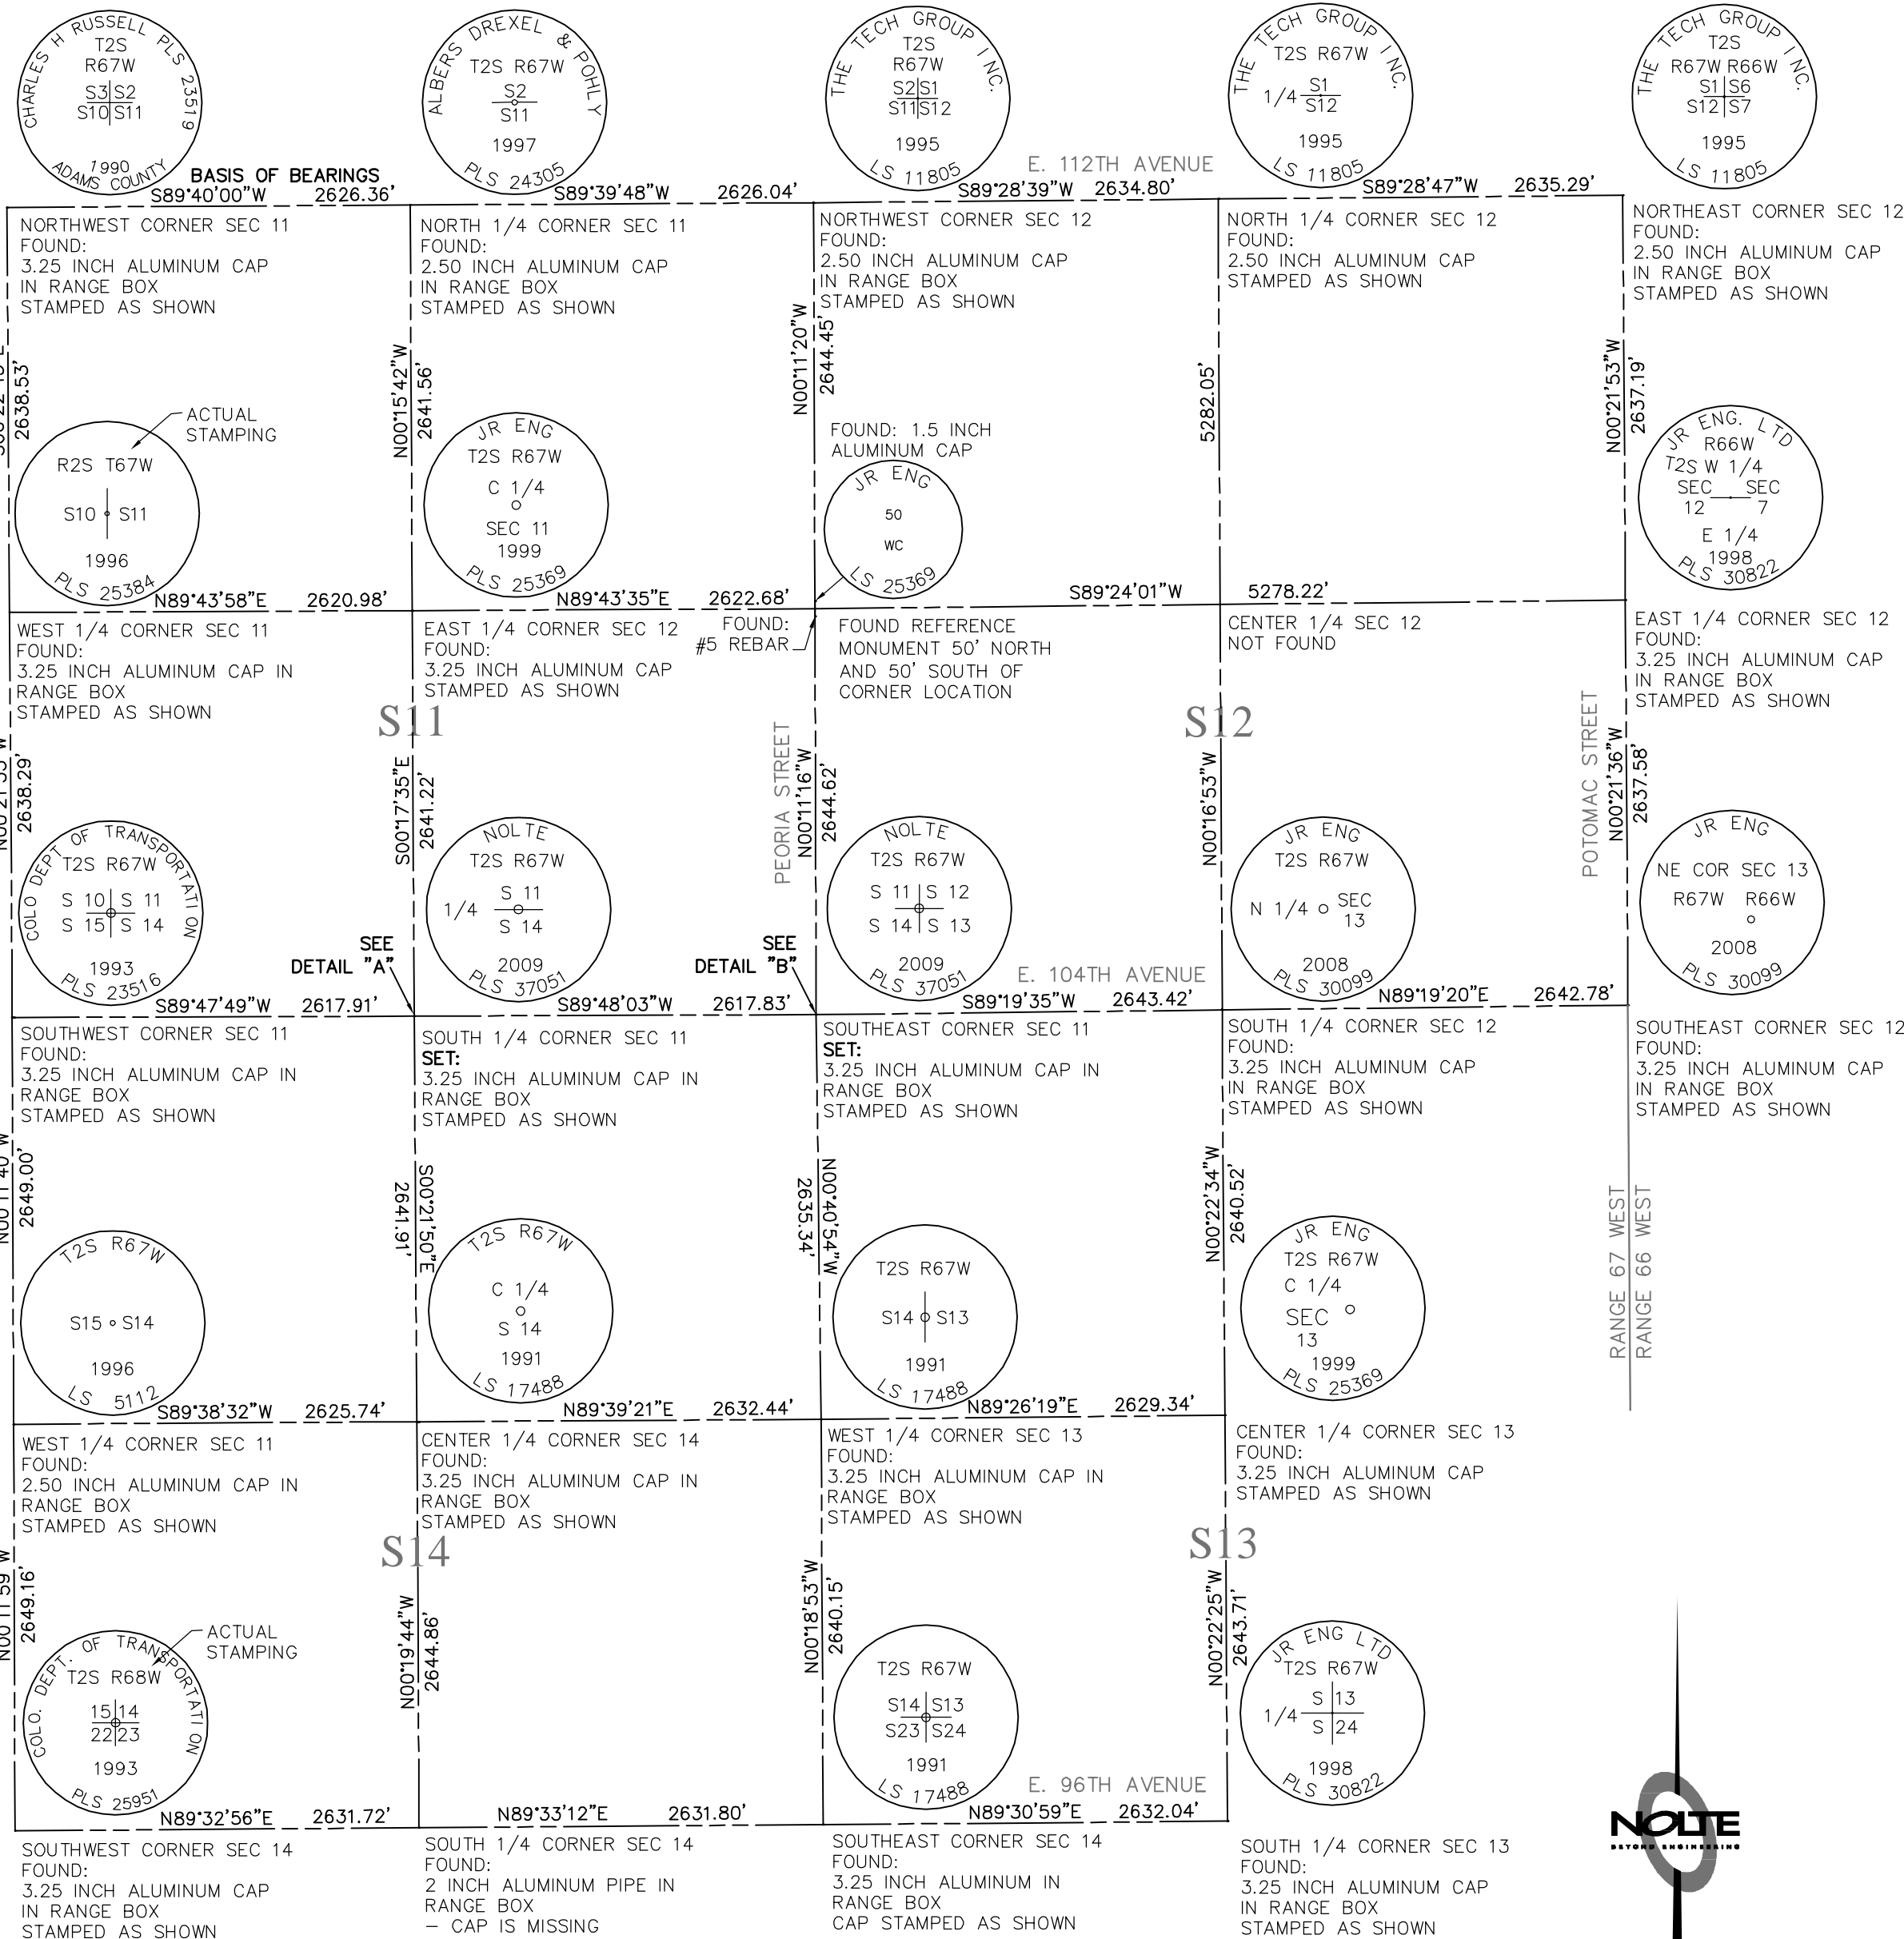 CHARLES H RUSSELL PLS 23519
T2S
R67W
S3 S2
S10 S11
1990
ADAMS COUNTY
ALBERS DREXEL & POHLY
T2S R67W
S2
S11
1997
PLS 24305
THE TECH GROUP INC.
T2S
R67W
S2 S1
S11 S12
1995
LS 11805
THE TECH GROUP INC.
T2S R67W
1/4 S1
S12
1995
LS 11805
THE TECH GROUP INC.
T2S
R67W R66W
S1 S6
S12 S7
1995
LS 11805
BASIS OF BEARINGS
S89°40'00"W 2626.36'
S89°39'48"W 2626.04'
E. 112TH AVENUE
S89°28'39"W 2634.80'
S89°28'47"W 2635.29'
NORTHWEST CORNER SEC 11
FOUND:
3.25 INCH ALUMINUM CAP
IN RANGE BOX
STAMPED AS SHOWN
NORTH 1/4 CORNER SEC 11
FOUND:
2.50 INCH ALUMINUM CAP
IN RANGE BOX
STAMPED AS SHOWN
NORTHWEST CORNER SEC 12
FOUND:
2.50 INCH ALUMINUM CAP
IN RANGE BOX
STAMPED AS SHOWN
NORTH 1/4 CORNER SEC 12
FOUND:
2.50 INCH ALUMINUM CAP
STAMPED AS SHOWN
NORTHEAST CORNER SEC 12
FOUND:
2.50 INCH ALUMINUM CAP
IN RANGE BOX
STAMPED AS SHOWN
2638.53'
N00°15'42"W
2641.56'
N00°11'20"W
2644.45'
5282.05'
N00°21'53"W
2637.19'
ACTUAL
STAMPING
R2S T67W
S10 S11
1996
PLS 25384
JR ENG
T2S R67W
C 1/4
SEC 11
1999
PLS 25369
FOUND: 1.5 INCH
ALUMINUM CAP
JR ENG
50
WC
LS 25369
JR ENG. LTD
R66W
T2S W 1/4
SEC SEC
12 7
E 1/4
1998
PLS 30822
N89°43'58"E 2620.98'
N89°43'35"E 2622.68'
S89°24'01"W 5278.22'
WEST 1/4 CORNER SEC 11
FOUND:
3.25 INCH ALUMINUM CAP IN
RANGE BOX
STAMPED AS SHOWN
EAST 1/4 CORNER SEC 12
FOUND:
3.25 INCH ALUMINUM CAP
STAMPED AS SHOWN
FOUND:
#5 REBAR
FOUND REFERENCE
MONUMENT 50' NORTH
AND 50' SOUTH OF
CORNER LOCATION
CENTER 1/4 SEC 12
NOT FOUND
EAST 1/4 CORNER SEC 12
FOUND:
3.25 INCH ALUMINUM CAP
IN RANGE BOX
STAMPED AS SHOWN
S11
S12
2638.29'
S00°17'35"E
2641.22'
PEORIA STREET
N00°11'16"W
2644.62'
N00°16'53"W
POTOMAC STREET
N00°21'36"W
2637.58'
COLO DEPT OF TRANSPORTATION
T2S R67W
S 10 S 11
S 15 S 14
1993
PLS 23516
NOLTE
T2S R67W
1/4 S 11
S 14
2009
PLS 37051
NOLTE
T2S R67W
S 11 S 12
S 14 S 13
2009
PLS 37051
JR ENG
T2S R67W
N 1/4 SEC
13
2008
PLS 30099
JR ENG
NE COR SEC 13
R67W R66W
2008
PLS 30099
SEE
DETAIL "A"
SEE
DETAIL "B"
E. 104TH AVENUE
S89°47'49"W 2617.91'
S89°48'03"W 2617.83'
S89°19'35"W 2643.42'
N89°19'20"E 2642.78'
SOUTHWEST CORNER SEC 11
FOUND:
3.25 INCH ALUMINUM CAP IN
RANGE BOX
STAMPED AS SHOWN
SOUTH 1/4 CORNER SEC 11
SET:
3.25 INCH ALUMINUM CAP IN
RANGE BOX
STAMPED AS SHOWN
SOUTHEAST CORNER SEC 11
SET:
3.25 INCH ALUMINUM CAP IN
RANGE BOX
STAMPED AS SHOWN
SOUTH 1/4 CORNER SEC 12
FOUND:
3.25 INCH ALUMINUM CAP
IN RANGE BOX
STAMPED AS SHOWN
SOUTHEAST CORNER SEC 12
FOUND:
3.25 INCH ALUMINUM CAP
IN RANGE BOX
STAMPED AS SHOWN
2649.00'
S00°21'50"E
2641.91'
N00°40'54"W
2635.34'
N00°22'34"W
2640.52'
RANGE 67 WEST
RANGE 66 WEST
T2S R67W
S15 S14
1996
LS 5112
T2S R67W
C 1/4
S 14
1991
LS 17488
T2S R67W
S14 S13
1991
LS 17488
JR ENG
T2S R67W
C 1/4
SEC
13
1999
PLS 25369
S89°38'32"W 2625.74'
N89°39'21"E 2632.44'
N89°26'19"E 2629.34'
WEST 1/4 CORNER SEC 11
FOUND:
2.50 INCH ALUMINUM CAP IN
RANGE BOX
STAMPED AS SHOWN
CENTER 1/4 CORNER SEC 14
FOUND:
3.25 INCH ALUMINUM CAP IN
RANGE BOX
STAMPED AS SHOWN
WEST 1/4 CORNER SEC 13
FOUND:
3.25 INCH ALUMINUM CAP IN
RANGE BOX
STAMPED AS SHOWN
CENTER 1/4 CORNER SEC 13
FOUND:
3.25 INCH ALUMINUM CAP
STAMPED AS SHOWN
S14
S13
2649.16'
N00°19'44"W
2644.86'
N00°18'53"W
2640.15'
N00°22'25"W
2643.71'
ACTUAL
STAMPING
COLO. DEPT. OF TRANSPORTATION
T2S R68W
15 14
22 23
1993
PLS 25951
T2S R67W
S14 S13
S23 S24
1991
LS 17488
JR ENG LTD
T2S R67W
1/4 S 13
S 24
1998
PLS 30822
E. 96TH AVENUE
N89°32'56"E 2631.72'
N89°33'12"E 2631.80'
N89°30'59"E 2632.04'
SOUTHWEST CORNER SEC 14
FOUND:
3.25 INCH ALUMINUM CAP
IN RANGE BOX
STAMPED AS SHOWN
SOUTH 1/4 CORNER SEC 14
FOUND:
2 INCH ALUMINUM PIPE IN
RANGE BOX
– CAP IS MISSING
SOUTHEAST CORNER SEC 14
FOUND:
3.25 INCH ALUMINUM IN
RANGE BOX
CAP STAMPED AS SHOWN
SOUTH 1/4 CORNER SEC 13
FOUND:
3.25 INCH ALUMINUM CAP
IN RANGE BOX
STAMPED AS SHOWN
NOLTE
BEYOND ENGINEERING